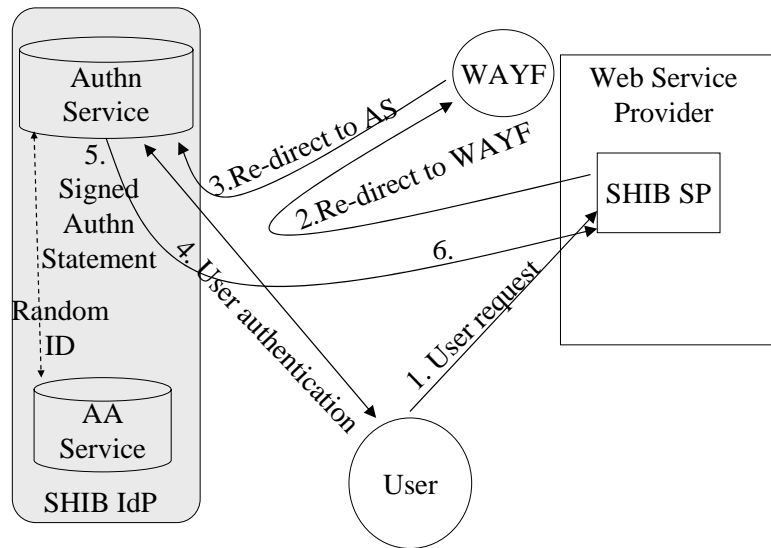 Authn
Service
WAYF
Web Service
Provider
3.Re-direct to AS
2.Re-direct to WAYF
SHIB SP
5.
Signed
Authn
Statement
4. User authentication
6.
1. User request
Random
ID
AA
Service
User
SHIB IdP